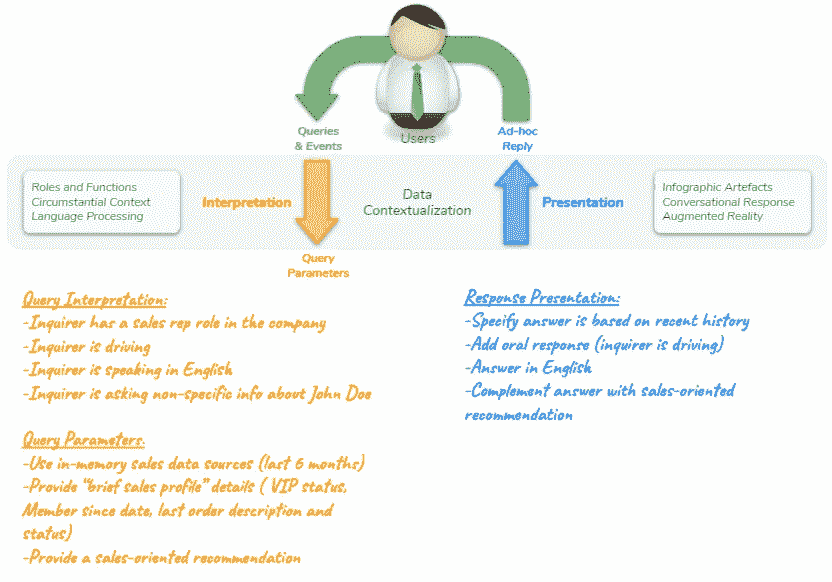 Queries
& Events
Users
Ad-hoc
Reply
Roles and Functions
Circumstantial Context
Language Processing
Interpretation
Data
Contextualization
Presentation
Infographic Artefacts
Conversational Response
Augmented Reality
Query
Parameters
Query Interpretation:
-Inquirer has a sales rep role in the company
-Inquirer is driving
-Inquirer is speaking in English
-Inquirer is asking non-specific info about John Doe
Query Parameters:
-Use in-memory sales data sources (last 6 months)
-Provide "brief sales profile" details ( VIP status,
Member since date, last order description and
status)
-Provide a sales-oriented recommendation
Response Presentation:
-Specify answer is based on recent history
-Add oral response (inquirer is driving)
-Answer in English
-Complement answer with sales-oriented
recommendation